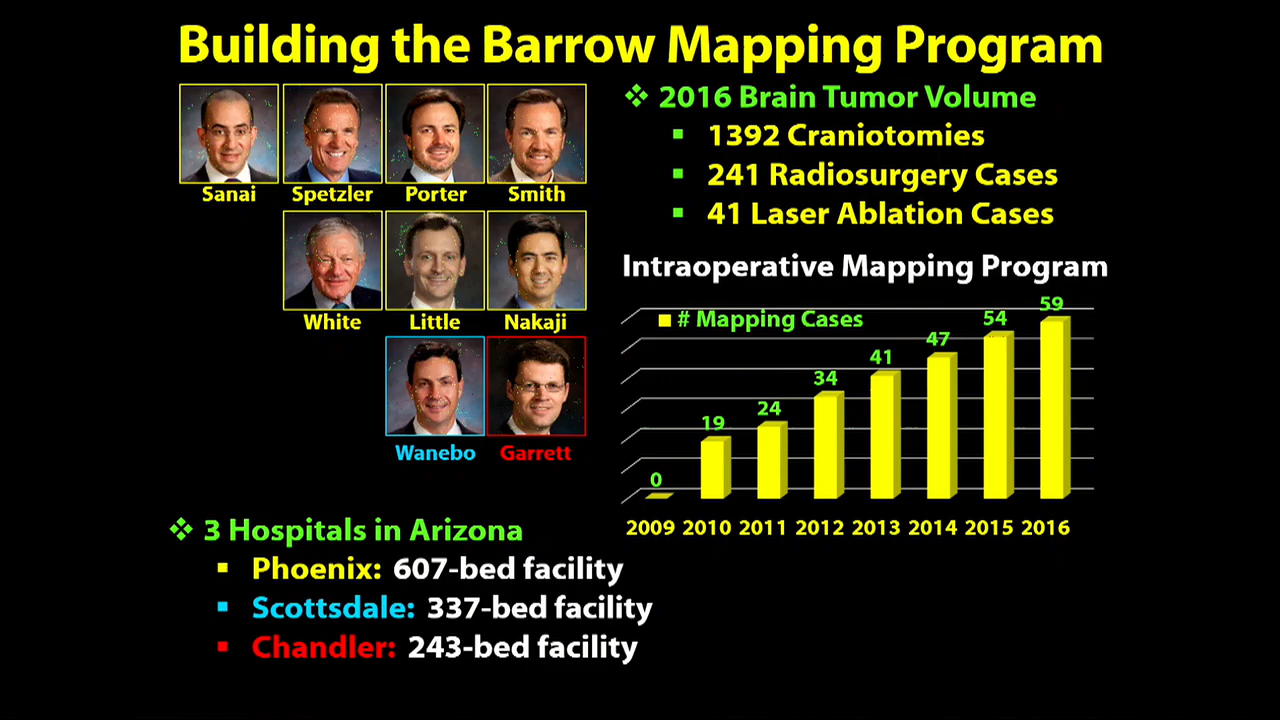 Building the Barrow Mapping Program
Sanai Spetzler Porter Smith
White Little Nakaji
Wanebo Garrett
❖ 3 Hospitals in Arizona
▪ Phoenix: 607-bed facility
▪ Scottsdale: 337-bed facility
▪ Chandler: 243-bed facility
❖ 2016 Brain Tumor Volume
▪ 1392 Craniotomies
▪ 241 Radiosurgery Cases
▪ 41 Laser Ablation Cases
Intraoperative Mapping Program
# Mapping Cases
0 19 24 34 41 47 54 59
2009 2010 2011 2012 2013 2014 2015 2016